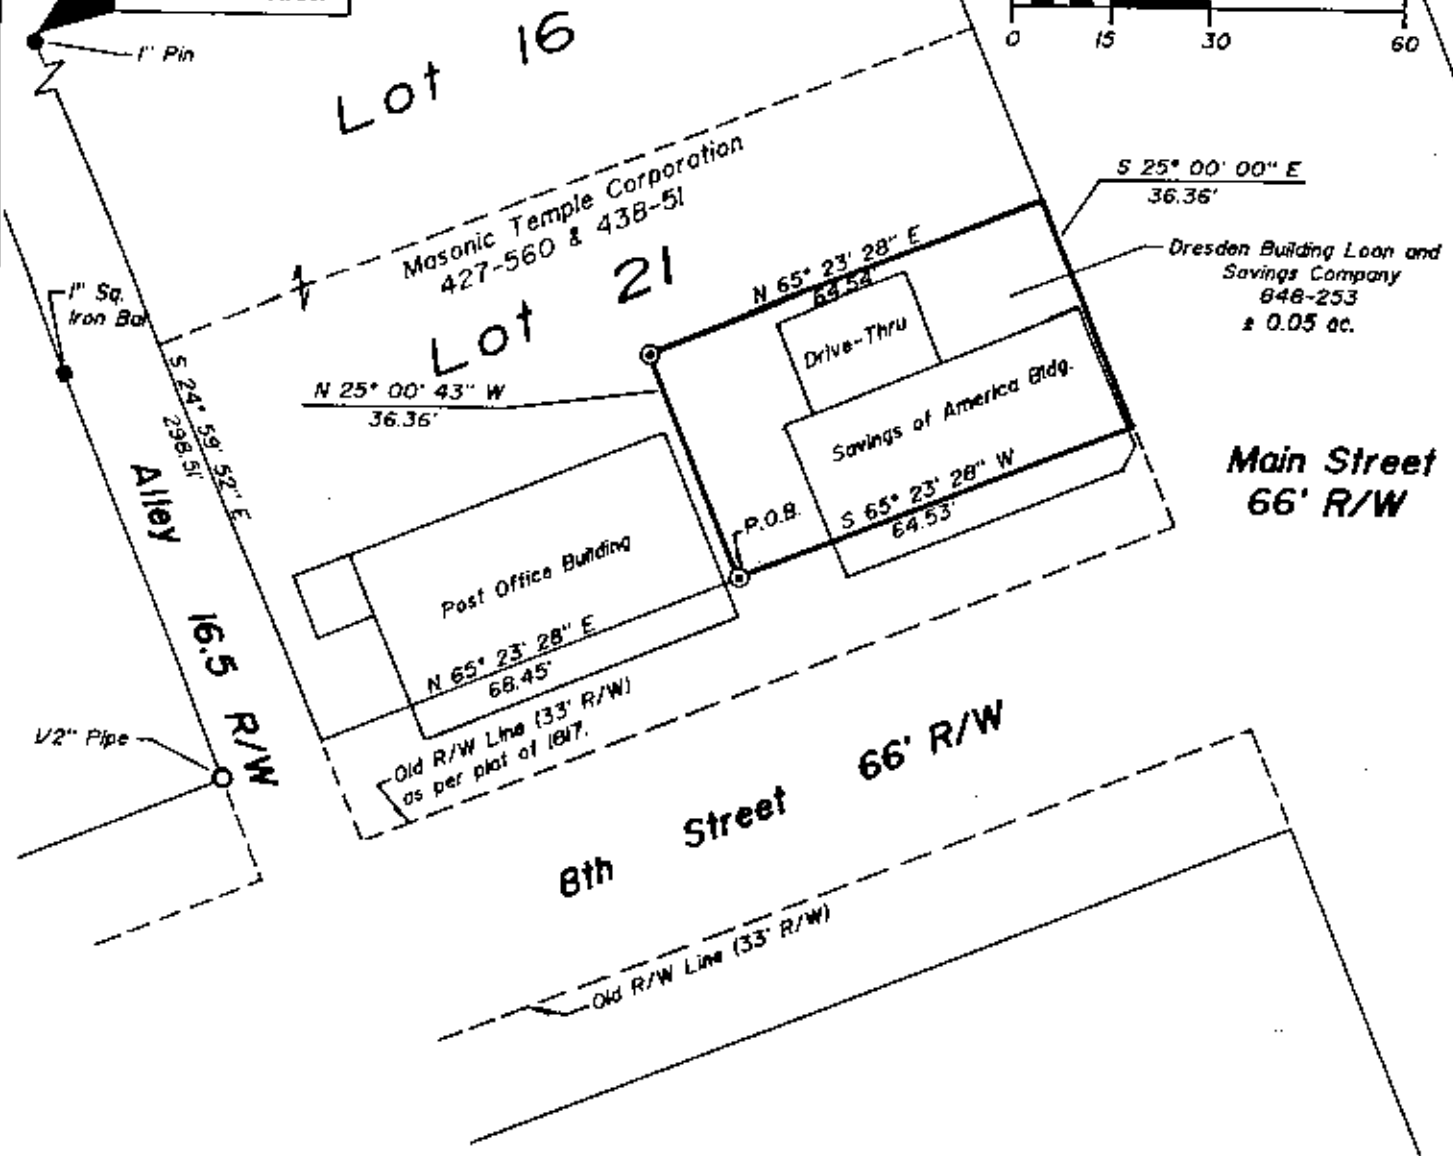 1" Pin
Lot 16
0 15 30 60
Masonic Temple Corporation
427-560 & 438-51
S 25° 00' 00" E
36.36'
Dresden Building Loan and
Savings Company
848-253
± 0.05 ac.
N 65° 23' 28" E
64.54'
Lot 21
1" Sq.
Iron Bar
Drive-Thru
N 25° 00' 43" W
36.36'
S 24° 59' 52" E
298.51'
Savings of America Bldg.
Main Street
66' R/W
S 65° 23' 28" W
64.53'
P.O.B.
Alley 16.5 R/W
Post Office Building
N 65° 23' 28" E
68.45'
Old R/W Line (33' R/W)
as per plat of 1817.
1/2" Pipe
8th Street 66' R/W
Old R/W Line (33' R/W)